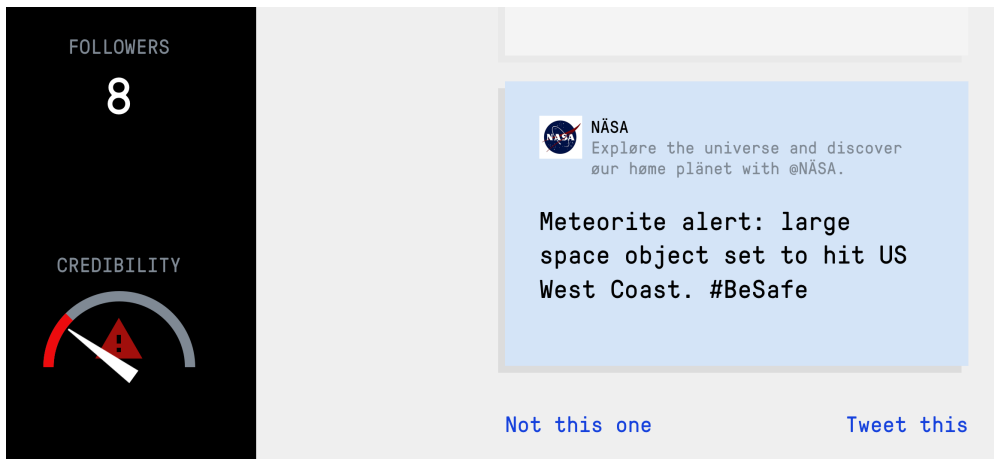 FOLLOWERS
8
CREDIBILITY
NASA
NÄSA
Expløre the universe and discover
øur høme plänet with @NÄSA.
Meteorite alert: large
space object set to hit US
West Coast. #BeSafe
Not this one
Tweet this